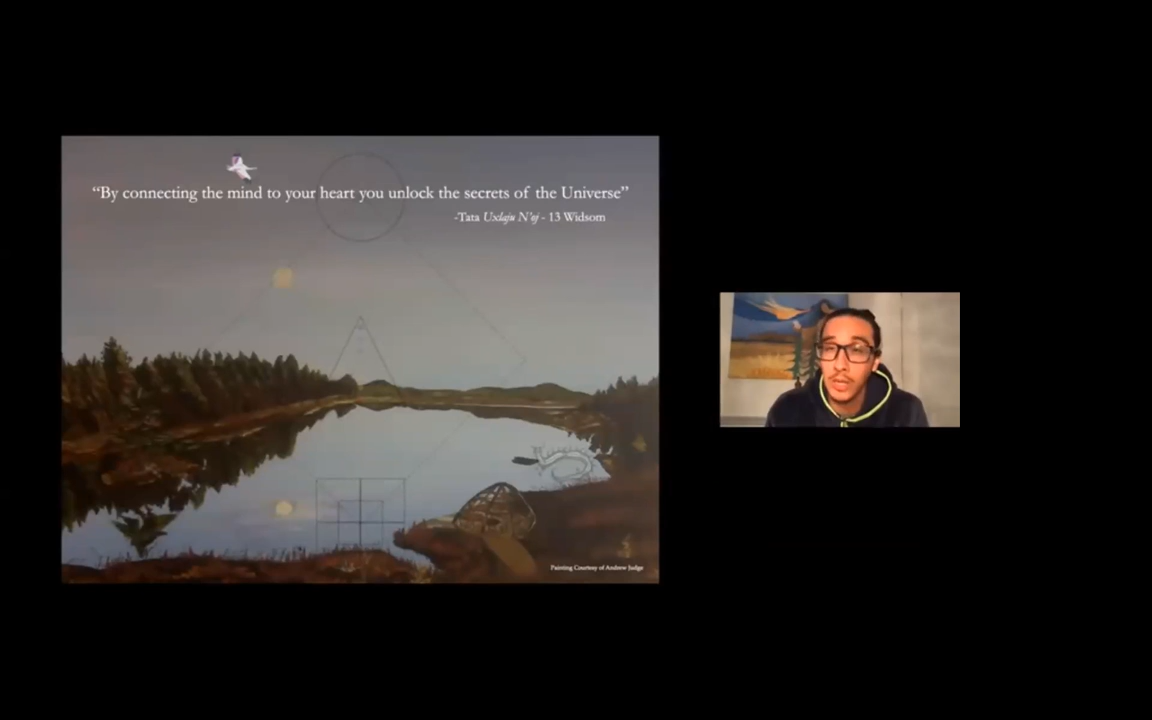 “By connecting the mind to your heart you unlock the secrets of the Universe”
-Tata Uxlaju N’oj - 13 Widsom
Painting Courtesy of Andrew Judge